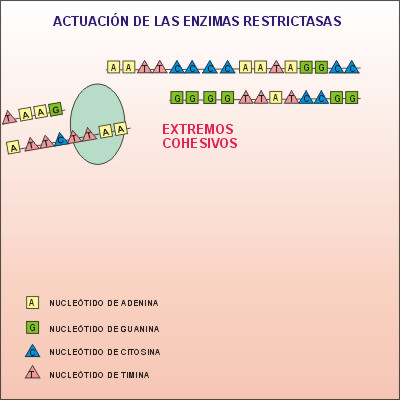 ACTUACIÓN DE LAS ENZIMAS RESTRICTASAS
A A T T C C C C A A T A G G C C
G G G G T T A T C C G G
T A A G
A T T C T T A A
EXTREMOS
COHESIVOS
A NUCLEÓTIDO DE ADENINA
G NUCLEÓTIDO DE GUANINA
C NUCLEÓTIDO DE CITOSINA
T NUCLEÓTIDO DE TIMINA